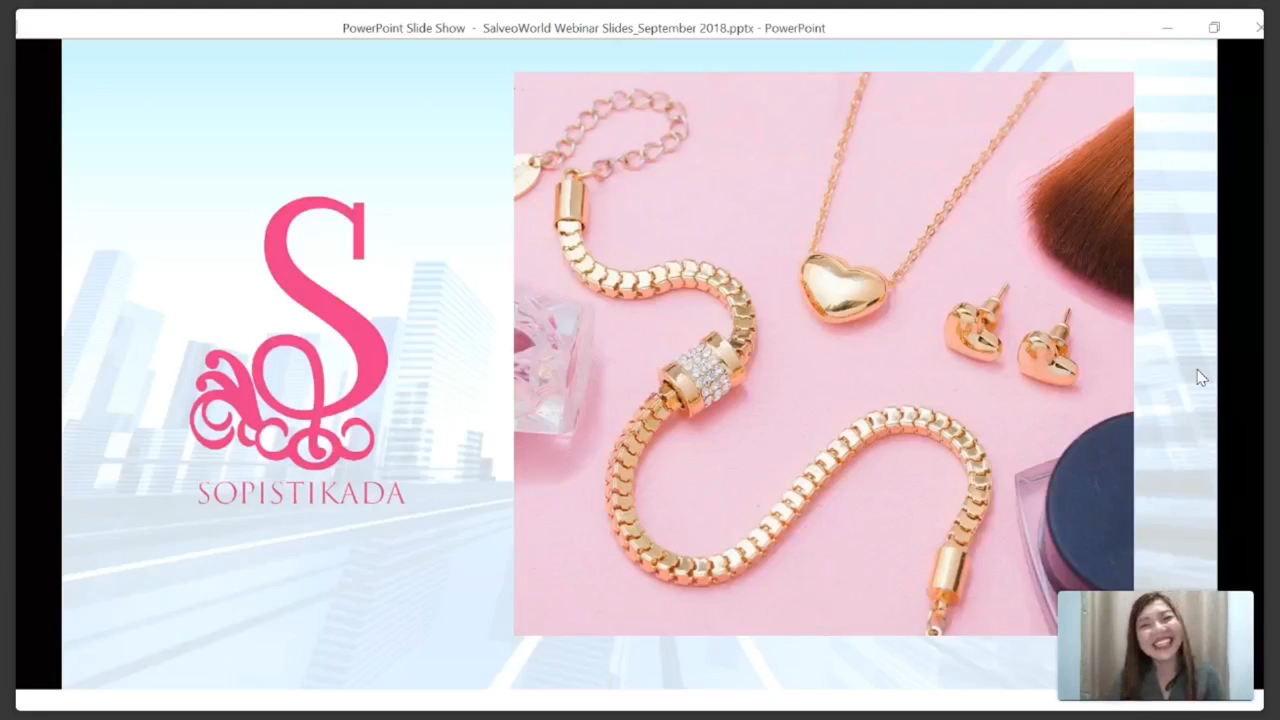 PowerPoint Slide Show - SalveoWorld Webinar Slides_September 2018.pptx - PowerPoint
S
SOPISTIKADA